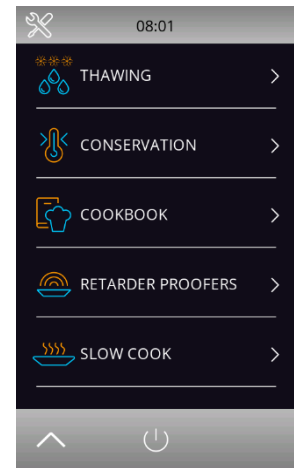 08:01
THAWING
CONSERVATION
COOKBOOK
RETARDER PROOFERS
SLOW COOK